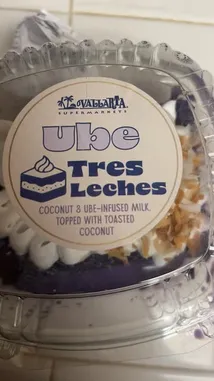 VALLARTA
SUPERMARKETS
Ube
Tres
Leches
COCONUT & UBE-INFUSED MILK,
TOPPED WITH TOASTED
COCONUT